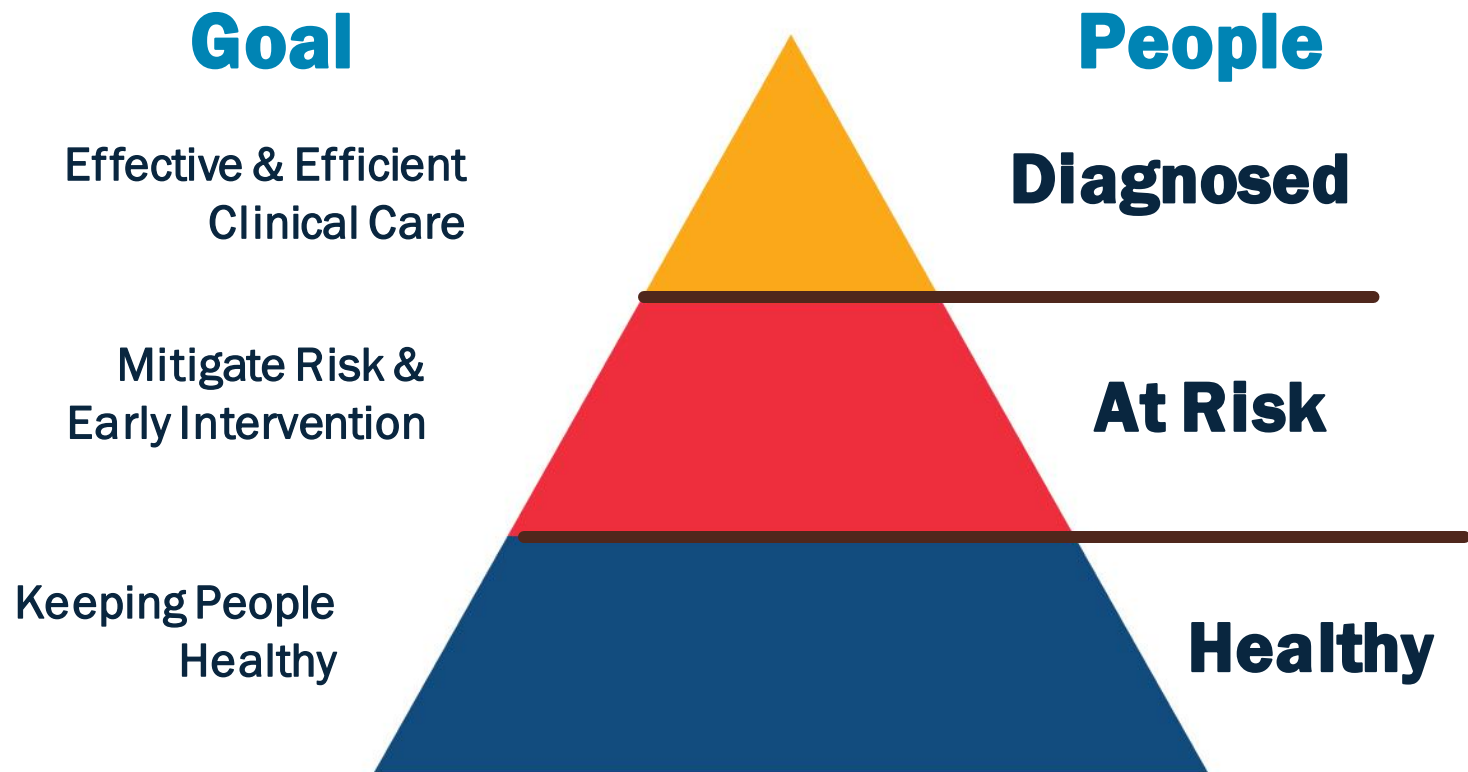 Goal
People
Effective & Efficient
Clinical Care
Diagnosed
Mitigate Risk &
Early Intervention
At Risk
Keeping People
Healthy
Healthy